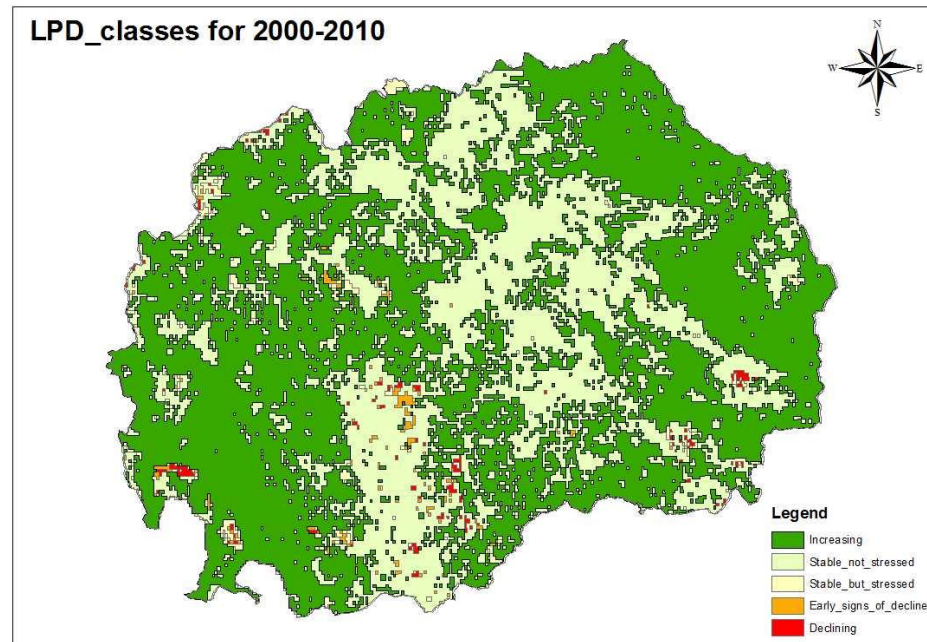 LPD_classes for 2000-2010
N
W E
S
Legend
Increasing
Stable_not_stressed
Stable_but_stressed
Early_signs_of_decline
Declining